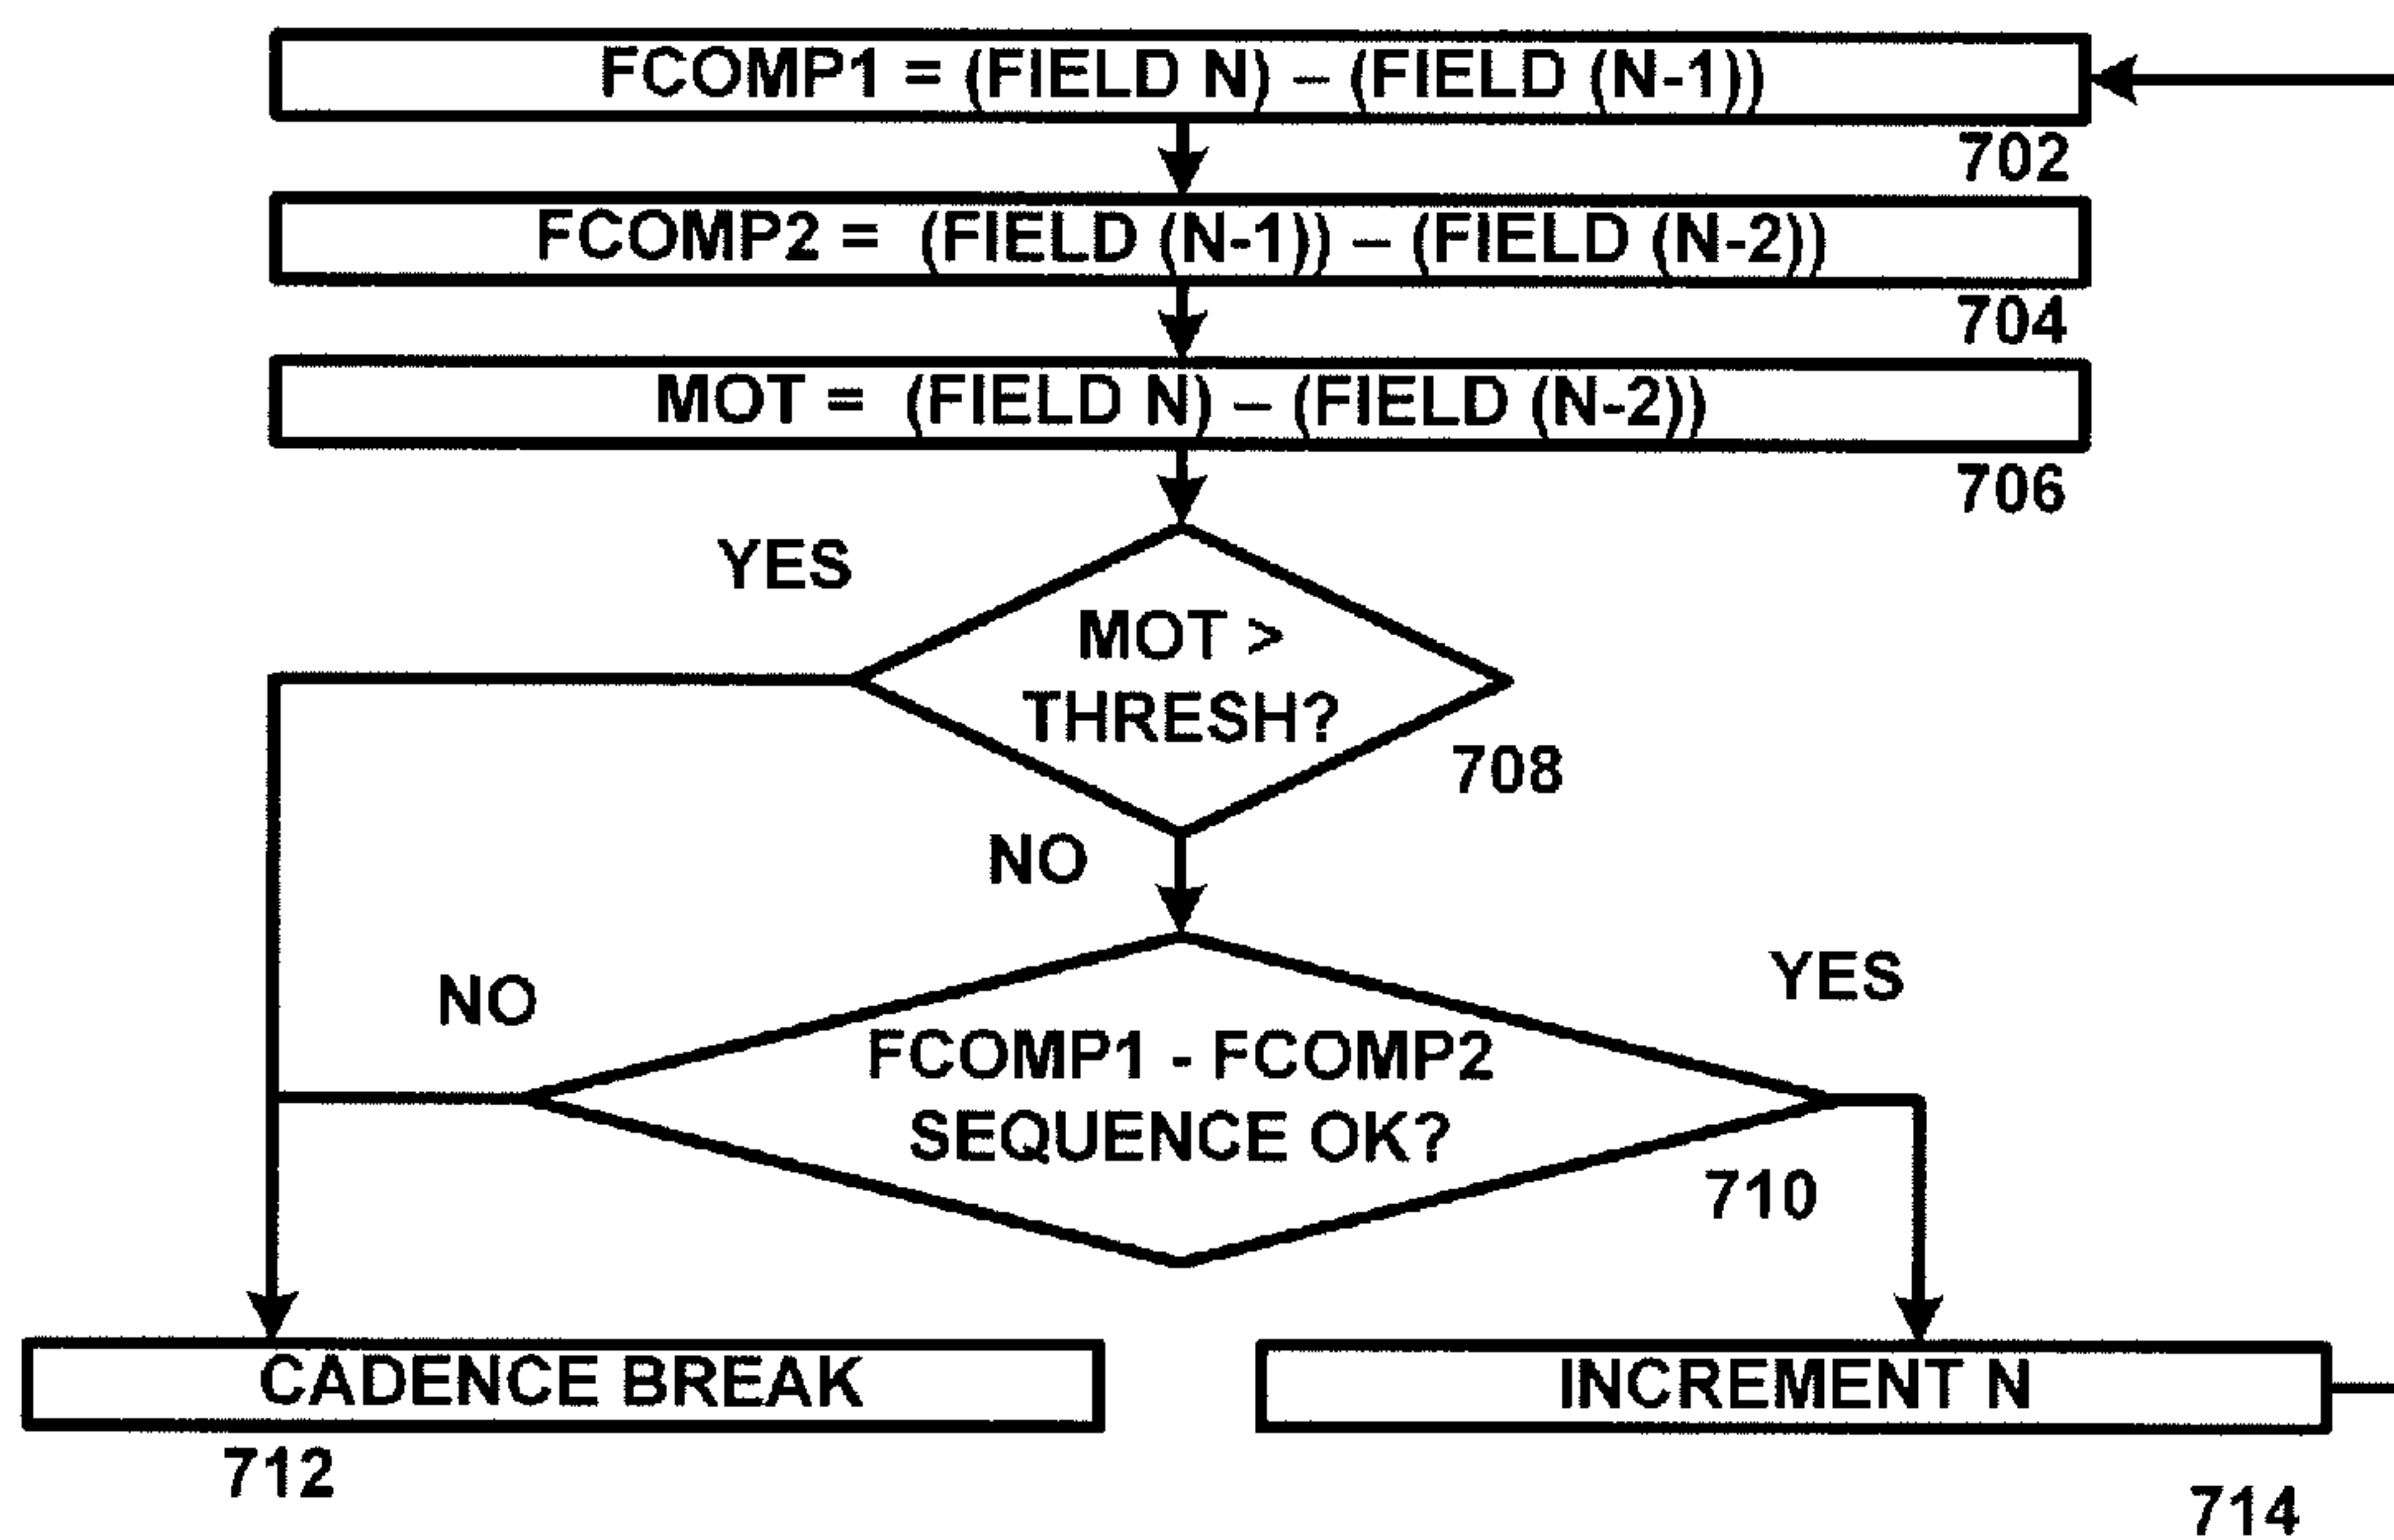 FCOMP1 = (FIELD N) – (FIELD (N-1))
702
FCOMP2 = (FIELD (N-1)) – (FIELD (N-2))
704
MOT = (FIELD N) – (FIELD (N-2))
706
YES
MOT >
THRESH?
708
NO
NO
YES
FCOMP1 - FCOMP2
SEQUENCE OK?
710
CADENCE BREAK
712
INCREMENT N
714